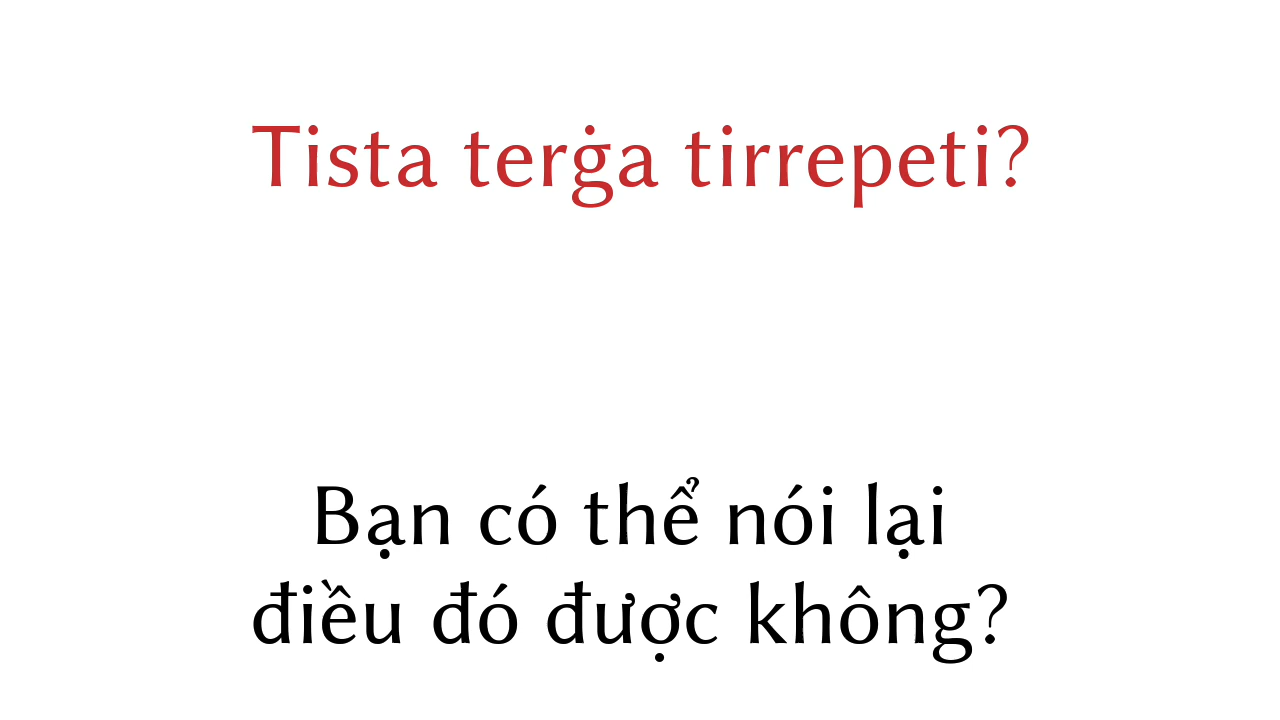 Tista terġa tirrepeti?
Bạn có thể nói lại
điều đó được không?